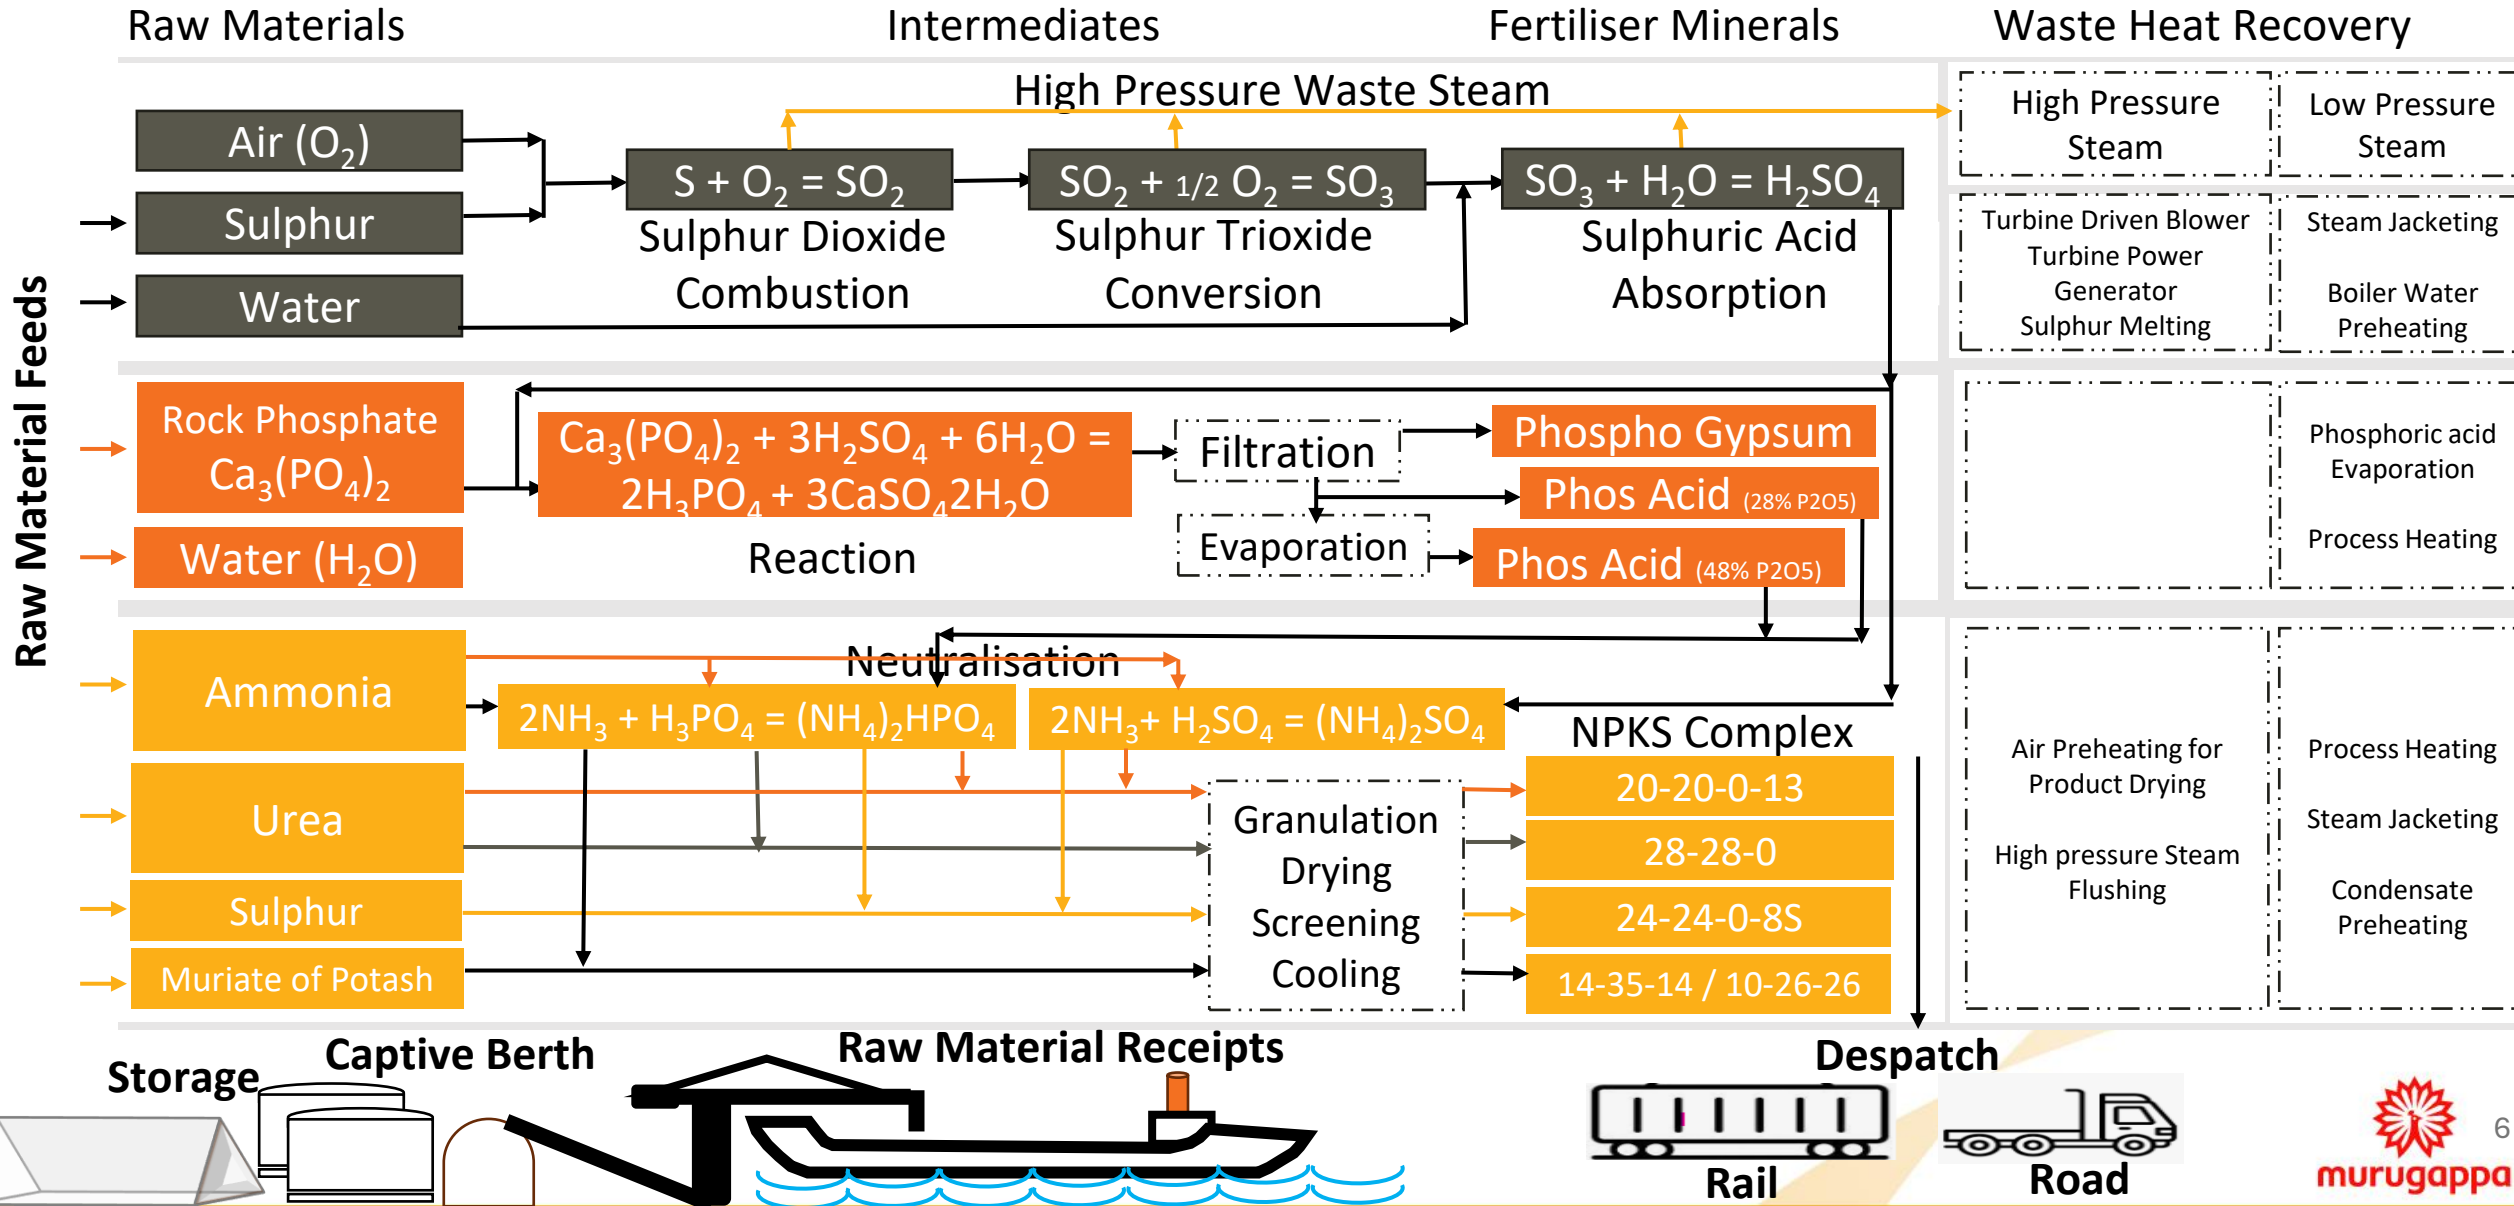 Raw Materials
Intermediates
Fertiliser Minerals
Waste Heat Recovery
Raw Material Feeds
High Pressure Waste Steam
Air (O₂)
Sulphur
Water
S + O₂ = SO₂
Sulphur Dioxide
Combustion
SO₂ + 1/2 O₂ = SO₃
Sulphur Trioxide
Conversion
SO₃ + H₂O = H₂SO₄
Sulphuric Acid
Absorption
High Pressure
Steam
Low Pressure
Steam
Turbine Driven Blower
Turbine Power
Generator
Sulphur Melting
Steam Jacketing
Boiler Water
Preheating
Rock Phosphate
Ca₃(PO₄)₂
Water (H₂O)
Ca₃(PO₄)₂ + 3H₂SO₄ + 6H₂O =
2H₃PO₄ + 3CaSO₄2H₂O
Reaction
Filtration
Evaporation
Phospho Gypsum
Phos Acid (28% P2O5)
Phos Acid (48% P2O5)
Phosphoric acid
Evaporation
Process Heating
Ammonia
Urea
Sulphur
Muriate of Potash
Neutralisation
2NH₃ + H₃PO₄ = (NH₄)₂HPO₄
2NH₃+ H₂SO₄ = (NH₄)₂SO₄
Granulation
Drying
Screening
Cooling
NPKS Complex
20-20-0-13
28-28-0
24-24-0-8S
14-35-14 / 10-26-26
Air Preheating for
Product Drying
High pressure Steam
Flushing
Process Heating
Steam Jacketing
Condensate
Preheating
Storage
Captive Berth
Raw Material Receipts
Despatch
Rail
Road
murugappa
6